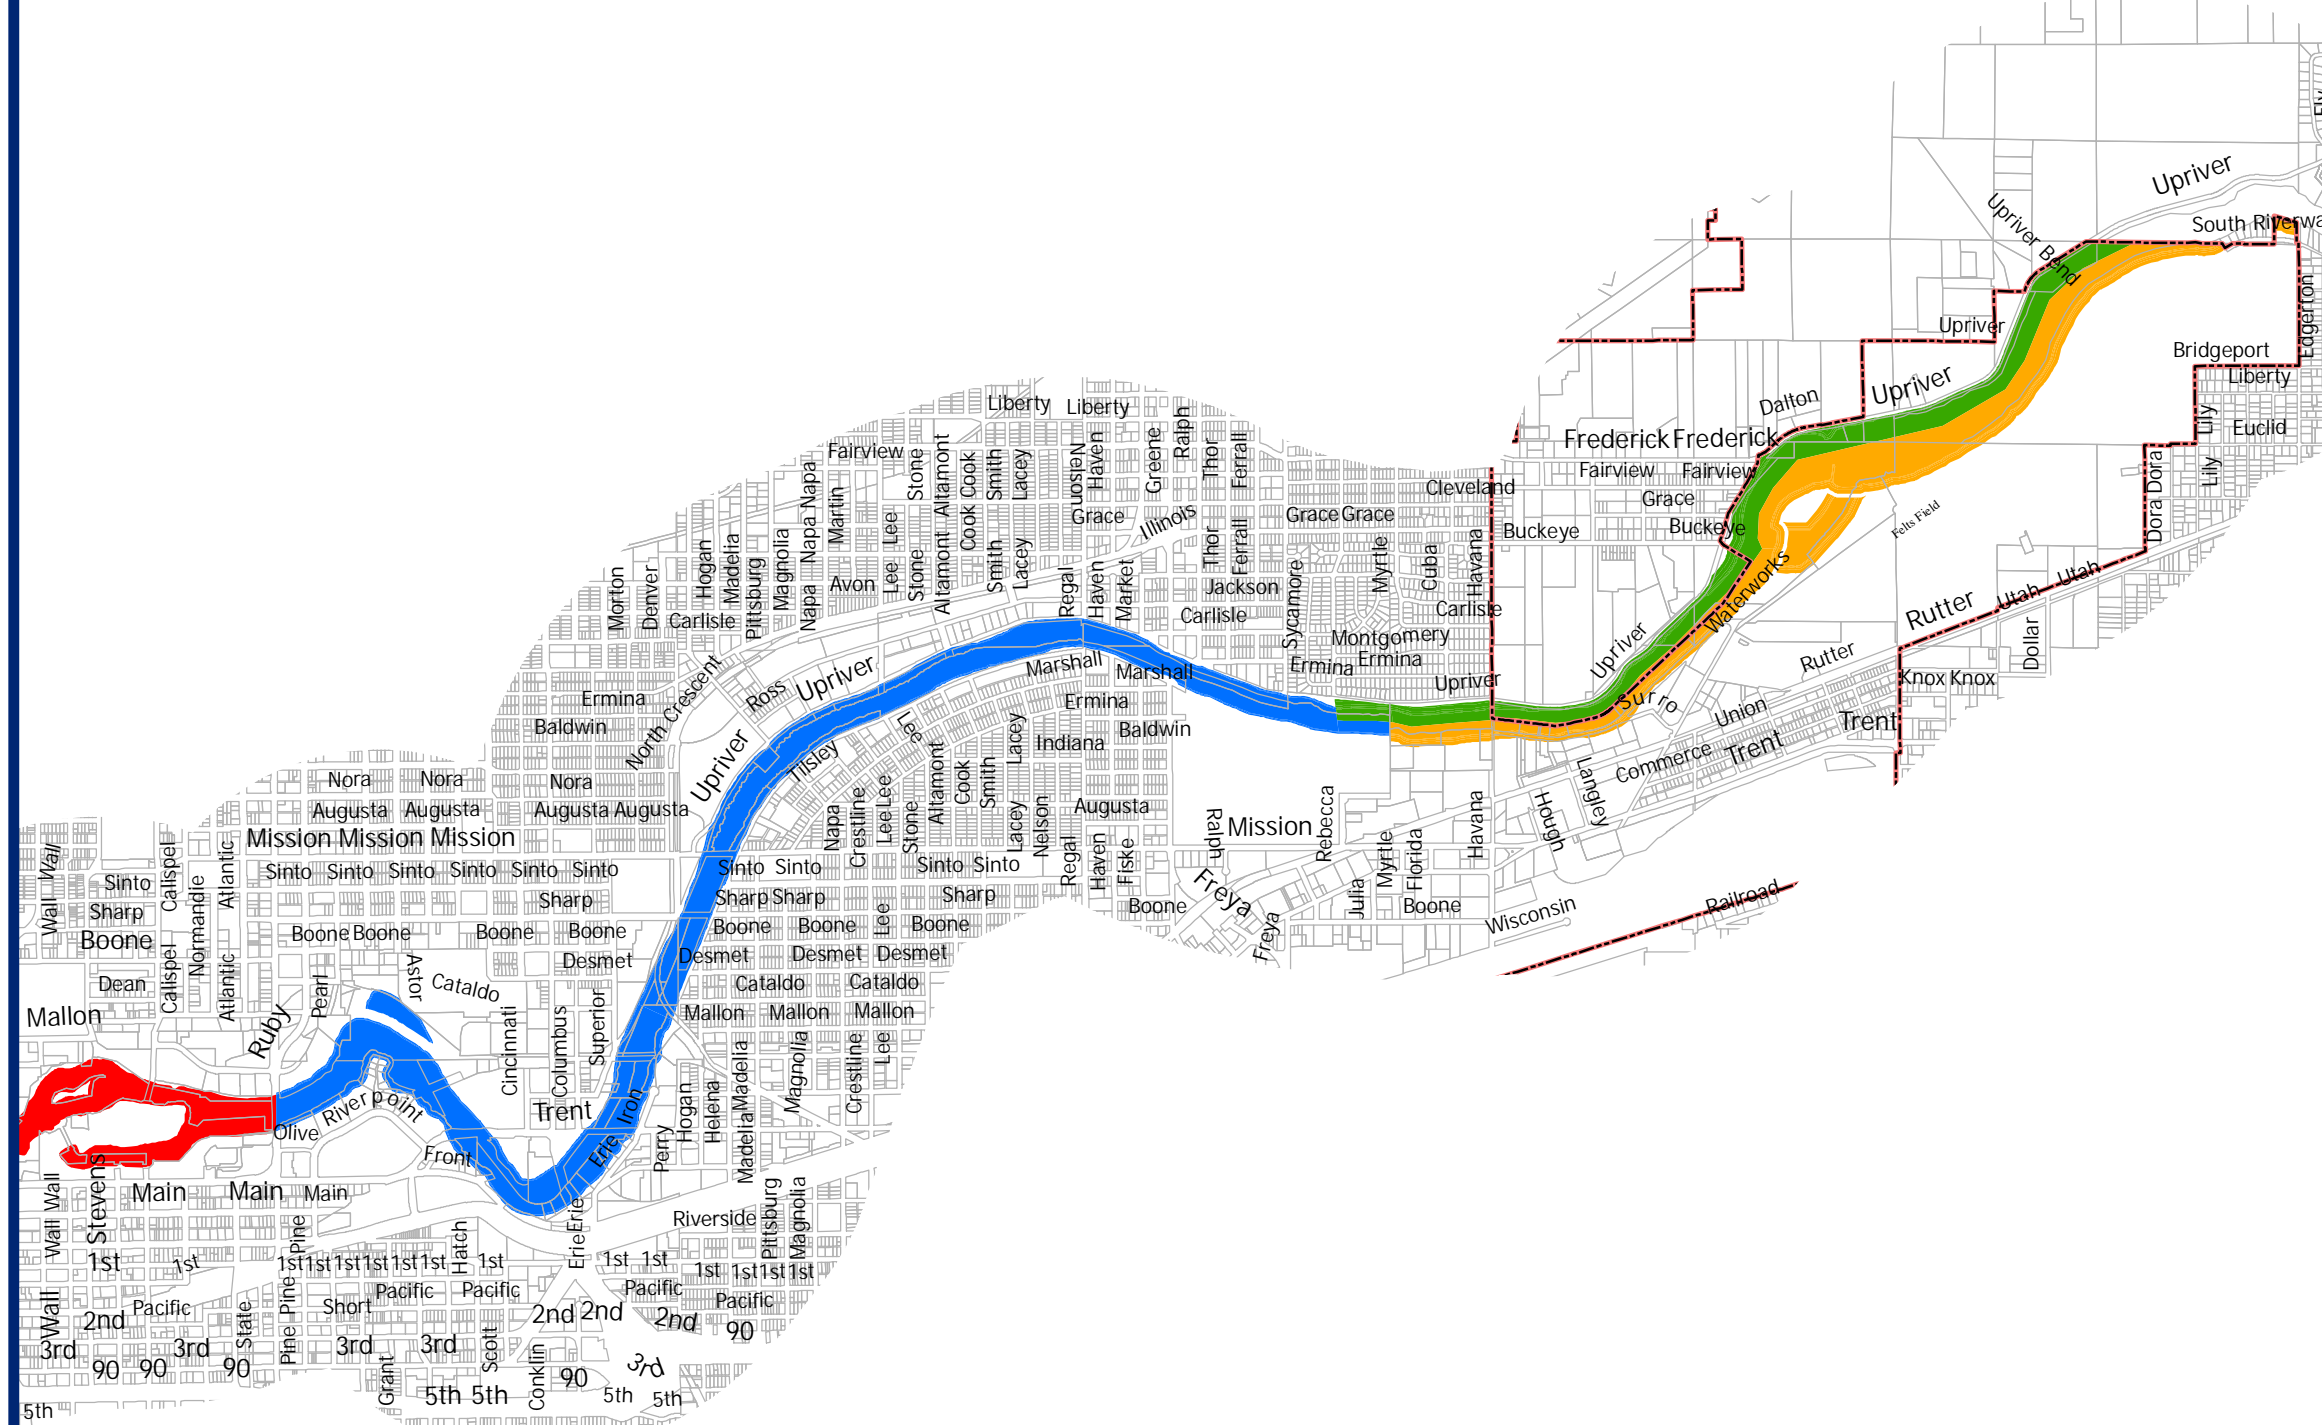 Upriver
South Riverwa
Upriver Bend
Edgerton
Upriver
Bridgeport
Liberty
Upriver
Dalton
Lily
Euclid
Frederick Frederick
Fairview Fairview
Lily
Dora Dora
Grace
Buckeye Buckeye
Felts Field
Waterworks
Utah Utah
Rutter
Dollar
Rutter
Knox Knox
Upriver
Surro
Union
Trent
Trent
Commerce
Langley
Hough
Wisconsin
Railroad
Liberty Liberty
Fairview
Napa Napa
Martin
Stone
Altamont
Cook
Smith
Lacey
Nelson
Haven
Greene
Ralph
Thor
Ferrall
Cleveland
Grace
Illinois
Grace Grace
Hogan
Madelia
Pittsburg
Magnolia
Napa
Avon
Lee Lee
Stone
Altamont
Cook
Smith
Lacey
Regal
Haven
Market
Thor
Ferrall
Jackson
Sycamore
Myrtle
Cuba
Havana
Morton
Denver
Carlisle
Carlisle
Carlisle
Montgomery
Ermina Ermina
Upriver
Marshall
Marshall
Upriver
Ross
North Crescent
Ermina
Ermina
Baldwin
Lee
Lacey
Indiana
Baldwin
Upriver
Tilsley
Altamont
Cook
Smith
Nora Nora Nora
Augusta Augusta Augusta Augusta
Mission Mission Mission
Napa
Crestline
Lee Lee
Stone
Lacey
Nelson
Augusta
Regal
Haven
Fiske
Ralph
Mission
Rebecca
Myrtle
Florida
Havana
Wall Wall
Calispel
Atlantic
Sinto
Sinto Sinto Sinto Sinto Sinto Sinto
Sinto Sinto
Sinto Sinto
Sharp
Normandie
Sharp
Sharp Sharp
Sharp
Freya
Freya
Julia
Boone
Boone
Boone Boone Boone Boone
Boone Boone Lee Boone
Boone
Desmet
Desmet Desmet Desmet
Dean
Calispel
Atlantic
Pearl
Astor
Cataldo
Cataldo Cataldo
Mallon
Ruby
Cincinnati
Columbus
Superior
Mallon Mallon Mallon
Magnolia
Crestline
Lee
Madelia
Riverpoint
Olive
Trent
Erie Iron
Perry
Hogan
Helena
Madelia
Front
Stevens
Wall Wall
Main Main Main
Pine
Hatch
Erie Erie
Riverside
Pittsburg
Magnolia
1st 1st 1st 1st 1st 1st 1st 1st 1st 1st 1st 1st 1st 1st 1st
Wall
Pacific Pacific Pacific Pacific Pacific
2nd
Pine Pine
Short
2nd 2nd 2nd
90
State
3rd 3rd 3rd 3rd
Scott
Conklin
3rd
90 90 90
Grant
90
5th 5th 5th 5th
5th